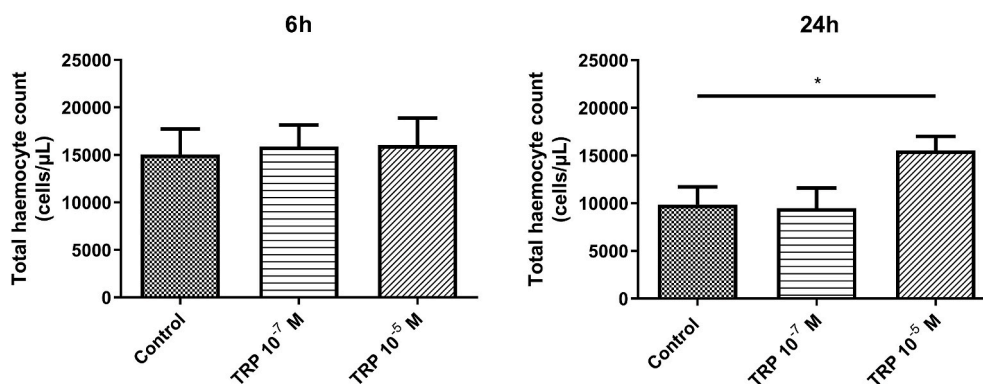 6h
Total haemocyte count
(cells/μL)
25000
20000
15000
10000
5000
0
Control
TRP 10⁻⁷ M
TRP 10⁻⁵ M
24h
Total haemocyte count
(cells/μL)
25000
20000
15000
10000
5000
0
*
Control
TRP 10⁻⁷ M
TRP 10⁻⁵ M